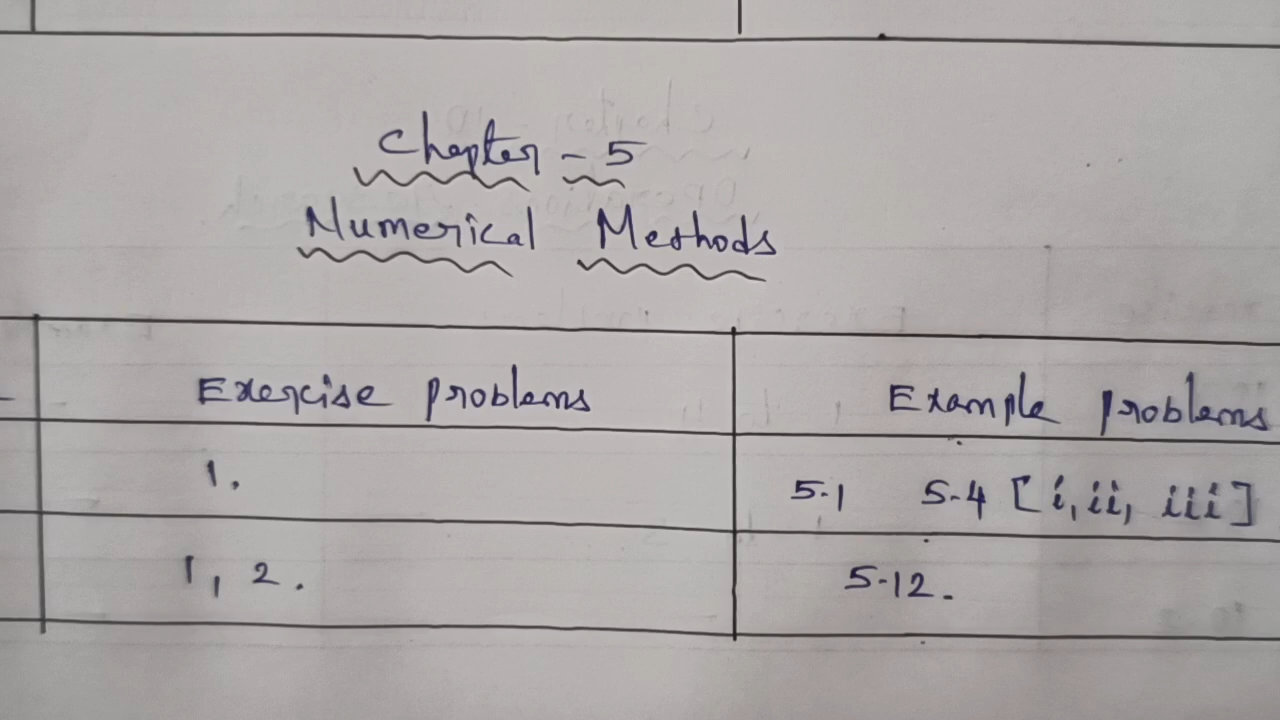 Chapter - 5
Numerical Methods
Exercise problems Example problems
1. 5.1 5.4 [i, ii, iii]
1, 2. 5.12.